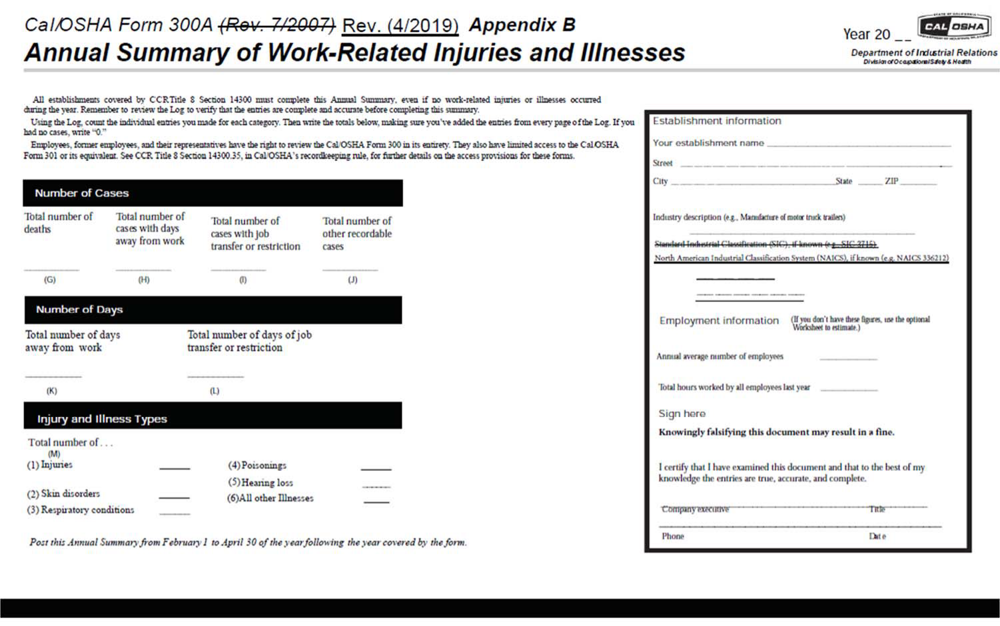 Cal/OSHA Form 300A (Rev. 7/2007) Rev. (4/2019) Appendix B
Annual Summary of Work-Related Injuries and Illnesses
Year 20 _ _
STATE OF CALIFORNIA
CAL OSHA
DEPARTMENT OF INDUSTRIAL RELATIONS
Department of Industrial Relations
Division of Occupational Safety & Health
All establishments covered by CCR Title 8 Section 14300 must complete this Annual Summary, even if no work-related injuries or illnesses occurred
during the year. Remember to review the Log to verify that the entries are complete and accurate before completing this summary.
Using the Log, count the individual entries you made for each category. Then write the totals below, making sure you've added the entries from every page of the Log. If you
had no cases, write "0."
Employees, former employees, and their representatives have the right to review the Cal/OSHA Form 300 in its entirety. They also have limited access to the Cal/OSHA
Form 301 or its equivalent. See CCR Title 8 Section 14300.35, in Cal/OSHA's recordkeeping rule, for further details on the access provisions for these forms.
Number of Cases
Total number of
deaths
Total number of
cases with days
away from work
Total number of
cases with job
transfer or restriction
Total number of
other recordable
cases
(G)
(H)
(I)
(J)
Number of Days
Total number of days
away from work
Total number of days of job
transfer or restriction
(K)
(L)
Injury and Illness Types
Total number of . . .
(M)
(1) Injuries
(2) Skin disorders
(3) Respiratory conditions
(4) Poisonings
(5) Hearing loss
(6) All other Illnesses
Post this Annual Summary from February 1 to April 30 of the year following the year covered by the form.
Establishment information
Your establishment name
Street
City State ZIP
Industry description (e.g., Manufacture of motor truck trailers)
Standard Industrial Classification (SIC), if known (e.g., SIC 3715)
North American Industrial Classification System (NAICS), if known (e.g. NAICS 336212)
Employment information
(If you don't have these figures, use the optional
Worksheet to estimate.)
Annual average number of employees
Total hours worked by all employees last year
Sign here
Knowingly falsifying this document may result in a fine.
I certify that I have examined this document and that to the best of my
knowledge the entries are true, accurate, and complete.
Company executive Title
Phone Date